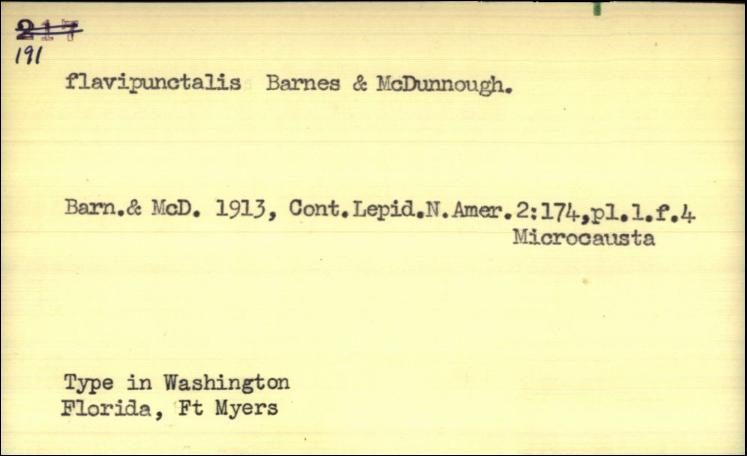 217
191
flavipunctalis Barnes & McDunnough.
Barn.& McD. 1913, Cont.Lepid.N.Amer.2:174,pl.1.f.4
Microcausta
Type in Washington
Florida, Ft Myers